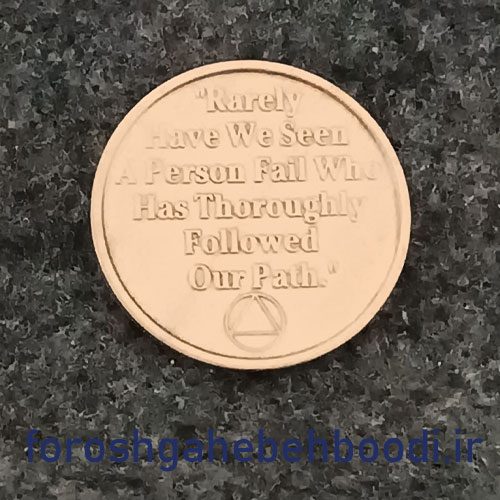 "Rarely
Have We Seen
A Person Fail Who
Has Thoroughly
Followed
Our Path."
foroshgahebehboodi.ir